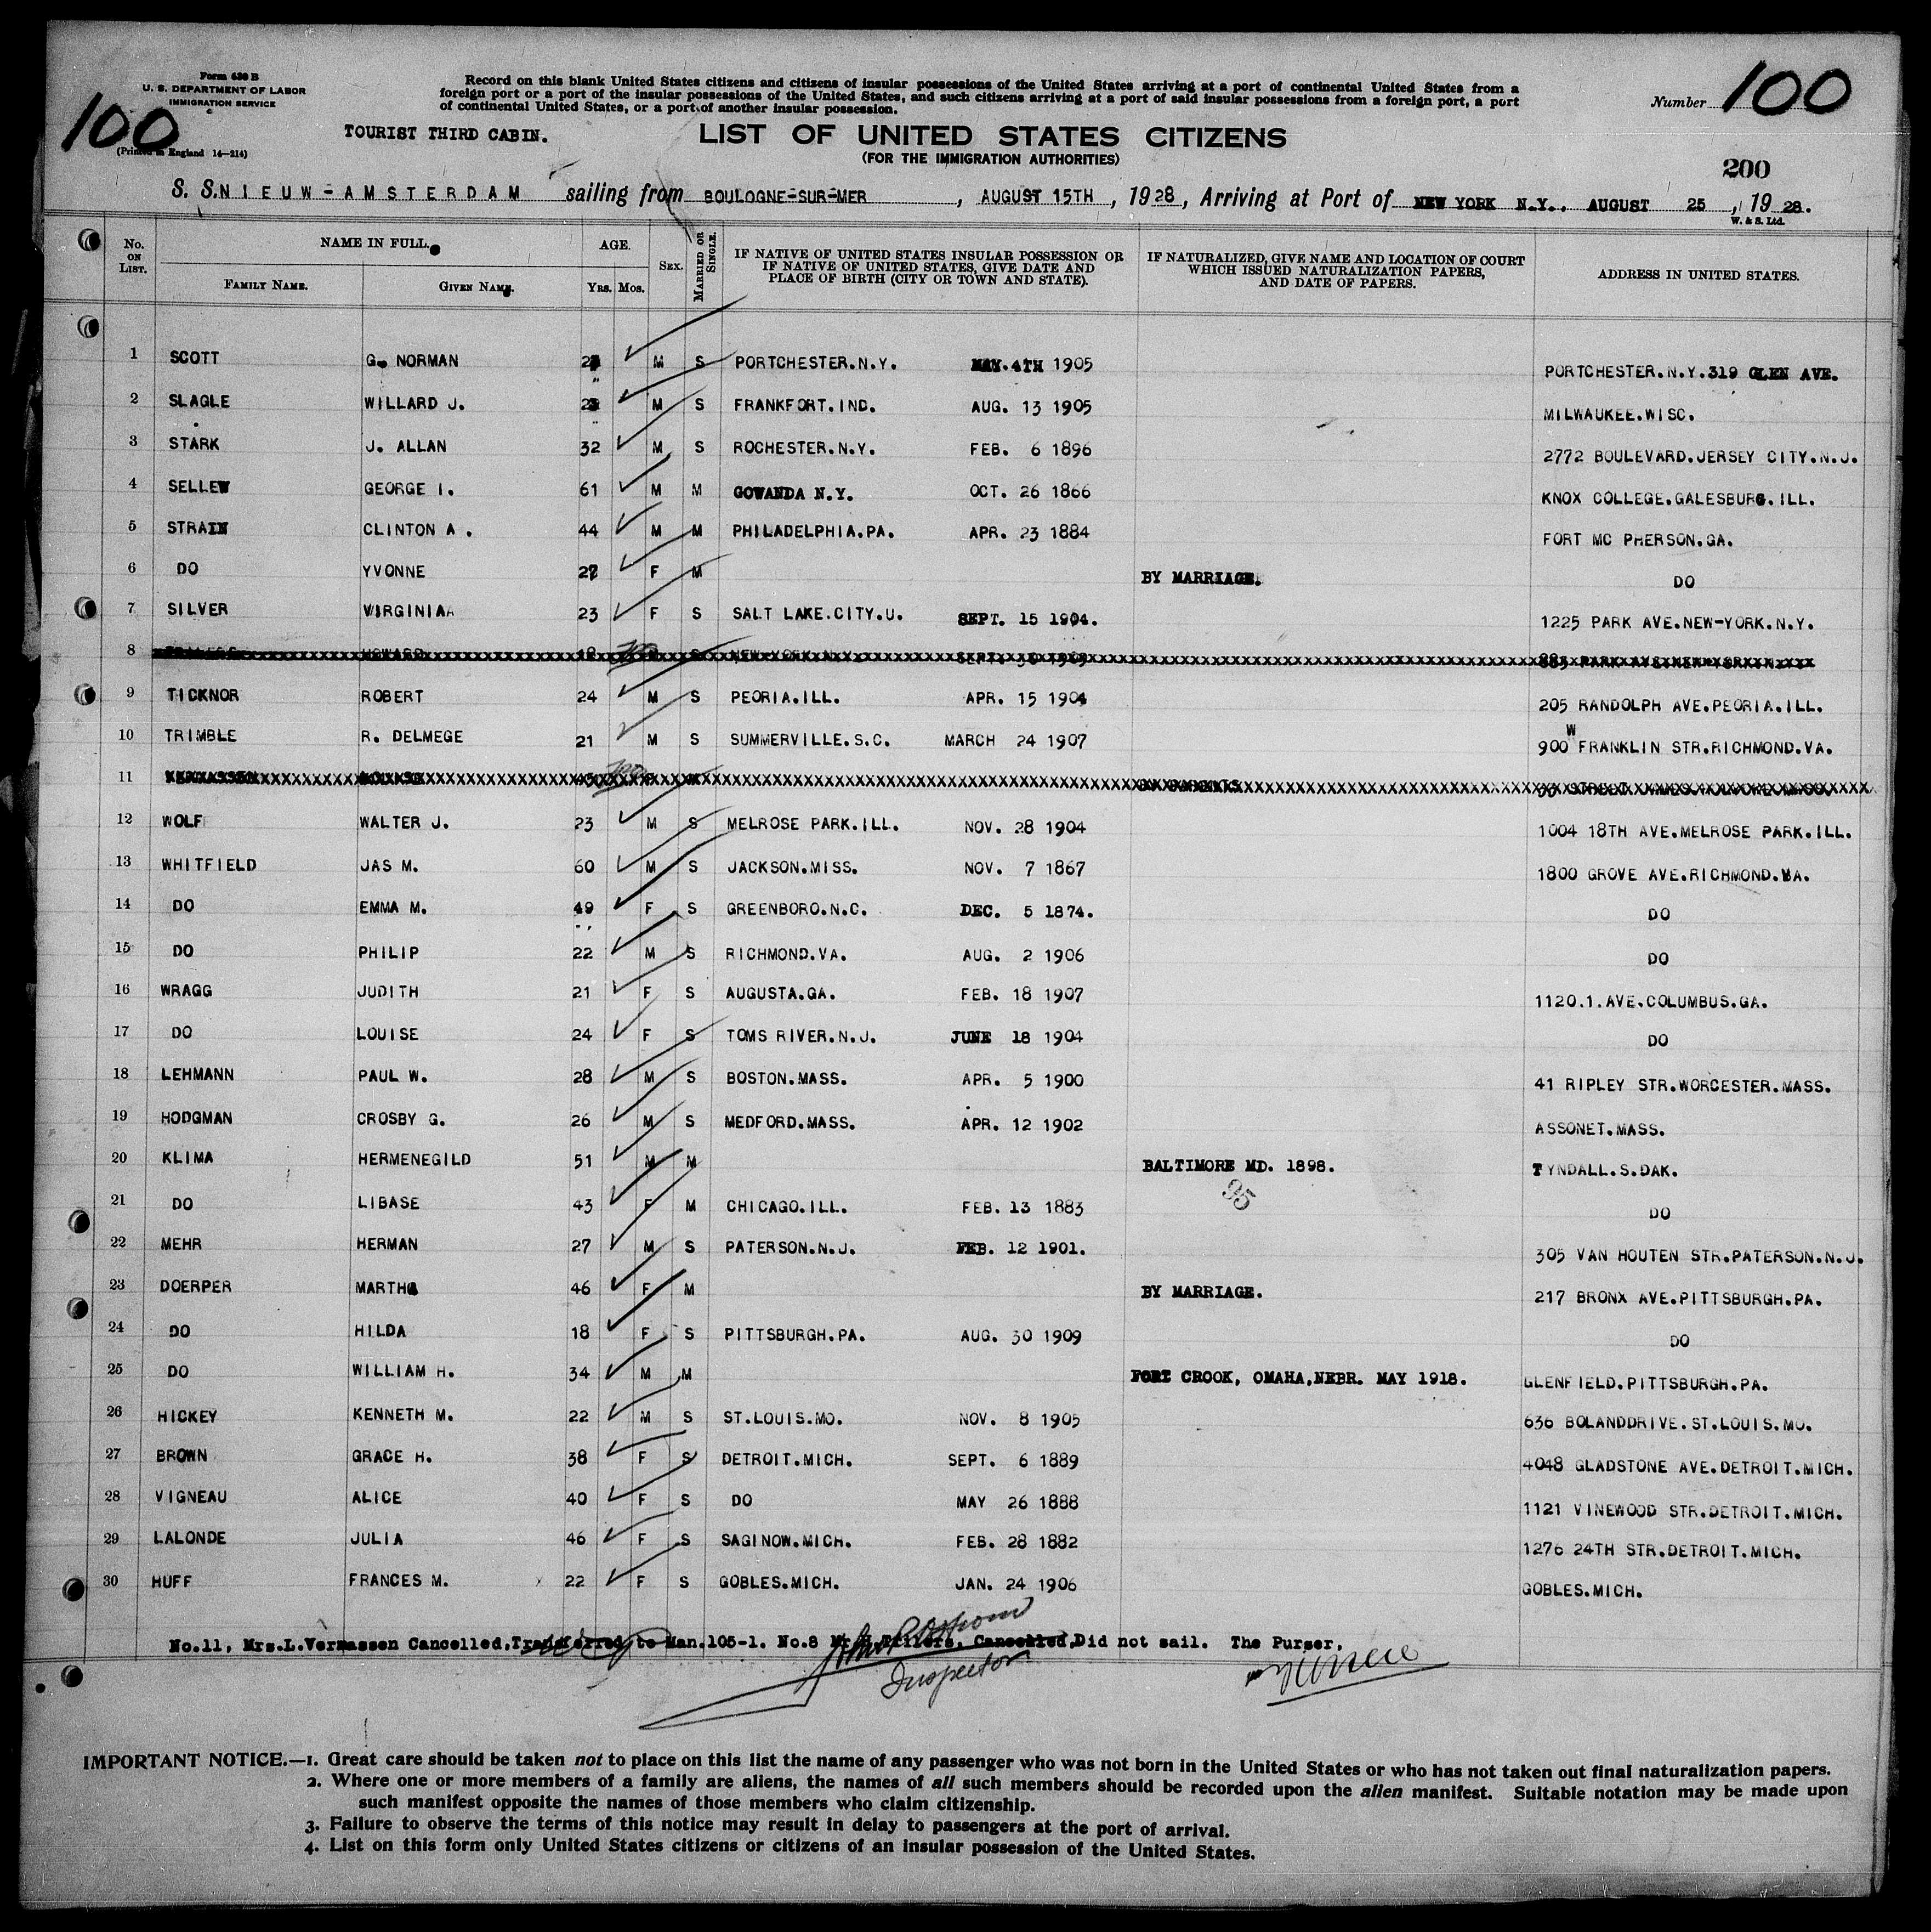 Form 630 B
U. S. DEPARTMENT OF LABOR
IMMIGRATION SERVICE
100
(Printed in England 14—214)
TOURIST THIRD CABIN.
Record on this blank United States citizens and citizens of insular possessions of the United States arriving at a port of continental United States from a
foreign port or a port of the insular possessions of the United States, and such citizens arriving at a port of said insular possessions from a foreign port, a port
of continental United States, or a port of another insular possession.
Number 100
LIST OF UNITED STATES CITIZENS
(FOR THE IMMIGRATION AUTHORITIES)
200
S. S. NIEUW-AMSTERDAM sailing from BOULOGNE-SUR-MER, AUGUST 15TH, 1928, Arriving at Port of NEW YORK N.Y., AUGUST 25, 1928.
W. & S. Ltd.
No. ON LIST. NAME IN FULL. FAMILY NAME. GIVEN NAME. AGE. YRS. MOS. SEX. MARRIED OR SINGLE. IF NATIVE OF UNITED STATES INSULAR POSSESSION OR IF NATIVE OF UNITED STATES, GIVE DATE AND PLACE OF BIRTH (CITY OR TOWN AND STATE). IF NATURALIZED, GIVE NAME AND LOCATION OF COURT WHICH ISSUED NATURALIZATION PAPERS, AND DATE OF PAPERS. ADDRESS IN UNITED STATES.
1 SCOTT G. NORMAN M S PORTCHESTER.N.Y. MAY.4TH 1905 PORTCHESTER.N.Y.319 GLEN AVE.
2 SLAGLE WILLARD J. M S FRANKFORT.IND. AUG. 13 1905 MILWAUKEE.WISC.
3 STARK J. ALLAN 32 M S ROCHESTER.N.Y. FEB. 6 1896 2772 BOULEVARD.JERSEY CITY.N.J.
4 SELLEW GEORGE I. 61 M M GOWANDA N.Y. OCT. 26 1866 KNOX COLLEGE.GALESBURG.ILL.
5 STRAIN CLINTON A . 44 M M PHILADELPHIA.PA. APR. 23 1884 FORT MC PHERSON.GA.
6 DO YVONNE 27 F M BY MARRIAGE. DO
7 SILVER VIRGINIAA 23 F S SALT LAKE.CITY.U. SEPT. 15 1904. 1225 PARK AVE.NEW-YORK.N.Y.
8
9 TICKNOR ROBERT 24 M S PEORIA.ILL. APR. 15 1904 205 RANDOLPH AVE.PEORIA.ILL.
10 TRIMBLE R. DELMEGE 21 M S SUMMERVILLE.S.C. MARCH 24 1907 900 W FRANKLIN STR.RICHMOND.VA.
11
12 WOLF WALTER J. 23 M S MELROSE PARK.ILL. NOV. 28 1904 1004 18TH AVE.MELROSE PARK.ILL.
13 WHITFIELD JAS M. 60 M S JACKSON.MISS. NOV. 7 1867 1800 GROVE AVE.RICHMOND.VA.
14 DO EMMA M. 49 F S GREENBORO.N.C. DEC. 5 1874. DO
15 DO PHILIP 22 M S RICHMOND.VA. AUG. 2 1906 DO
16 WRAGG JUDITH 21 F S AUGUSTA.GA. FEB. 18 1907 1120.1.AVE.COLUMBUS.GA.
17 DO LOUISE 24 F S TOMS RIVER.N.J. JUNE 18 1904 DO
18 LEHMANN PAUL W. 28 M S BOSTON.MASS. APR. 5 1900 41 RIPLEY STR.WORCESTER.MASS.
19 HODGMAN CROSBY G. 26 M S MEDFORD.MASS. APR. 12 1902 ASSONET.MASS.
20 KLIMA HERMENEGILD 51 M M BALTIMORE MD. 1898. TYNDALL.S.DAK.
95
21 DO LIBASE 43 F M CHICAGO.ILL. FEB. 13 1883 DO
22 MEHR HERMAN 27 M S PATERSON.N.J. FEB. 12 1901. 305 VAN HOUTEN STR.PATERSON.N.J.
23 DOERPER MARTHA 46 F M BY MARRIAGE. 217 BRONX AVE.PITTSBURGH.PA.
24 DO HILDA 18 F S PITTSBURGH.PA. AUG. 30 1909 DO
25 DO WILLIAM H. 34 M M FORT CROOK, OMAHA,NEBR. MAY 1918. GLENFIELD.PITTSBURGH.PA.
26 HICKEY KENNETH M. 22 M S ST.LOUIS.MO. NOV. 8 1905 636 BOLANDDRIVE.ST.LOUIS.MO.
27 BROWN GRACE H. 38 F S DETROIT.MICH. SEPT. 6 1889 4048 GLADSTONE AVE.DETROIT.MICH.
28 VIGNEAU ALICE 40 F S DO MAY 26 1888 1121 VINEWOOD STR.DETROIT.MICH.
29 LALONDE JULIA 46 F S SAGINOW.MICH. FEB. 28 1882 1276 24TH STR.DETROIT.MICH.
30 HUFF FRANCES M. 22 F S GOBLES.MICH. JAN. 24 1906 GOBLES.MICH.
No.11, Mrs.L.Vermassen Cancelled,Transferred to Man.105-1. No.8 Cancelled,Did not sail. The Purser,
Inspector
IMPORTANT NOTICE.—1. Great care should be taken not to place on this list the name of any passenger who was not born in the United States or who has not taken out final naturalization papers.
2. Where one or more members of a family are aliens, the names of all such members should be recorded upon the alien manifest. Suitable notation may be made upon
such manifest opposite the names of those members who claim citizenship.
3. Failure to observe the terms of this notice may result in delay to passengers at the port of arrival.
4. List on this form only United States citizens or citizens of an insular possession of the United States.